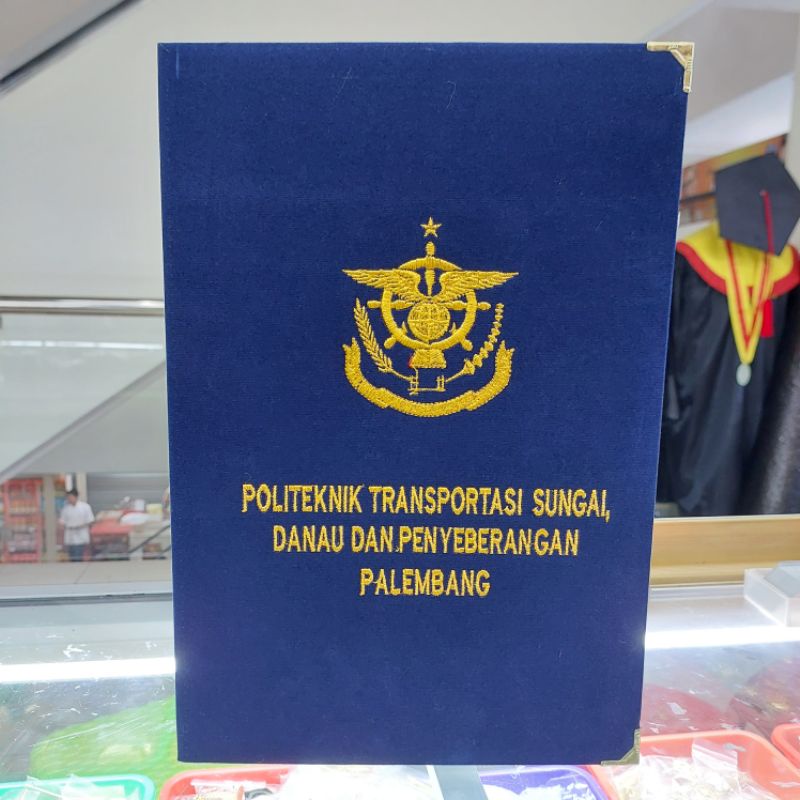 POLITEKNIK TRANSPORTASI SUNGAI,
DANAU DAN PENYEBERANGAN
PALEMBANG